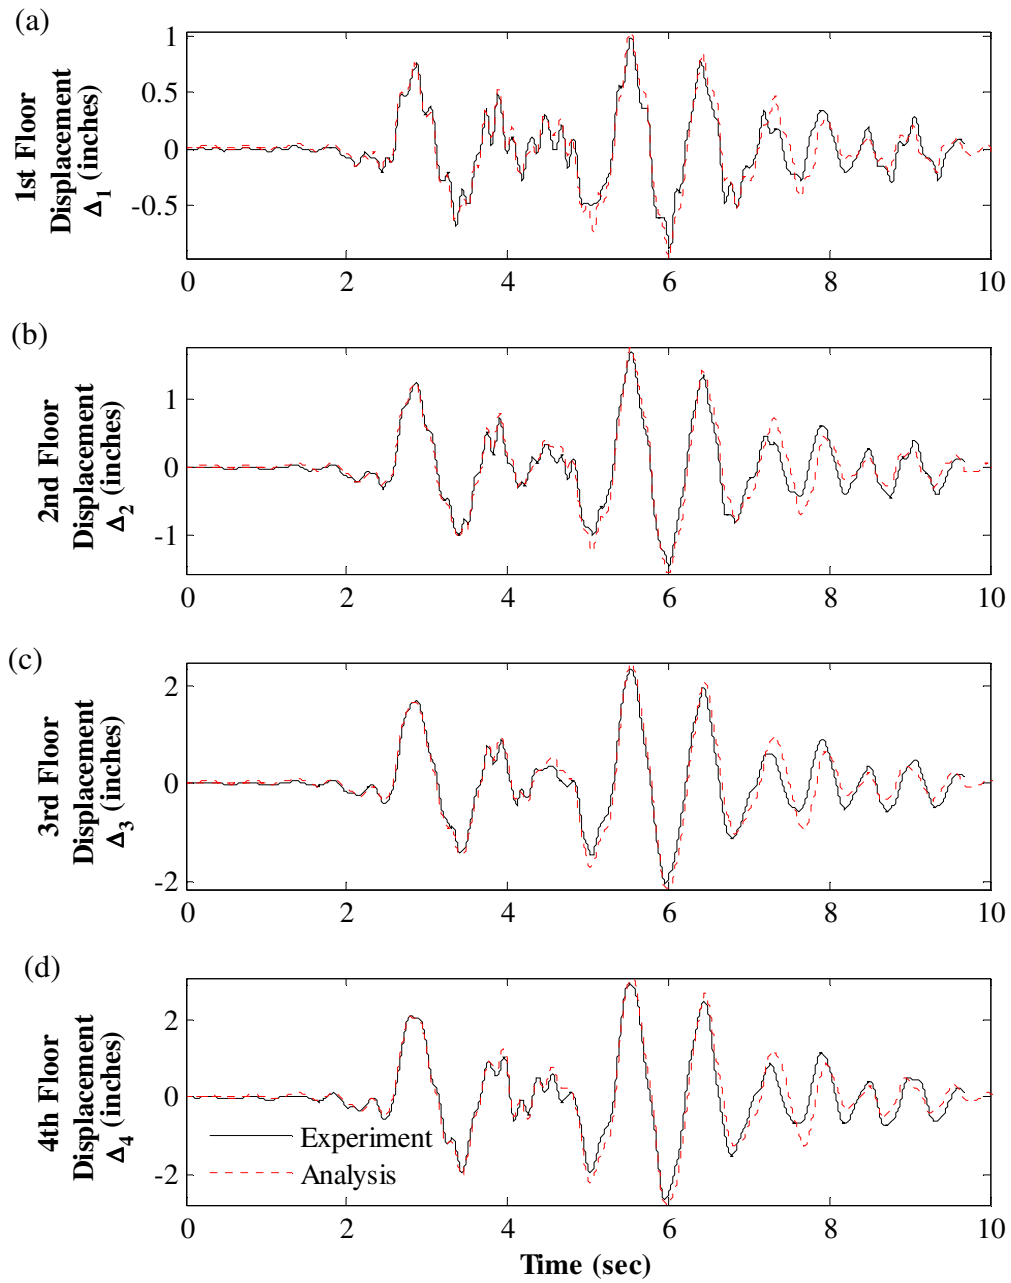 (a)
1st Floor
Displacement
Δ1 (inches)
1
0.5
0
-0.5
0 2 4 6 8 10
(b)
2nd Floor
Displacement
Δ2 (inches)
1
0
-1
0 2 4 6 8 10
(c)
3rd Floor
Displacement
Δ3 (inches)
2
0
-2
0 2 4 6 8 10
(d)
4th Floor
Displacement
Δ4 (inches)
2
0
-2
Experiment
Analysis
0 2 4 6 8 10
Time (sec)